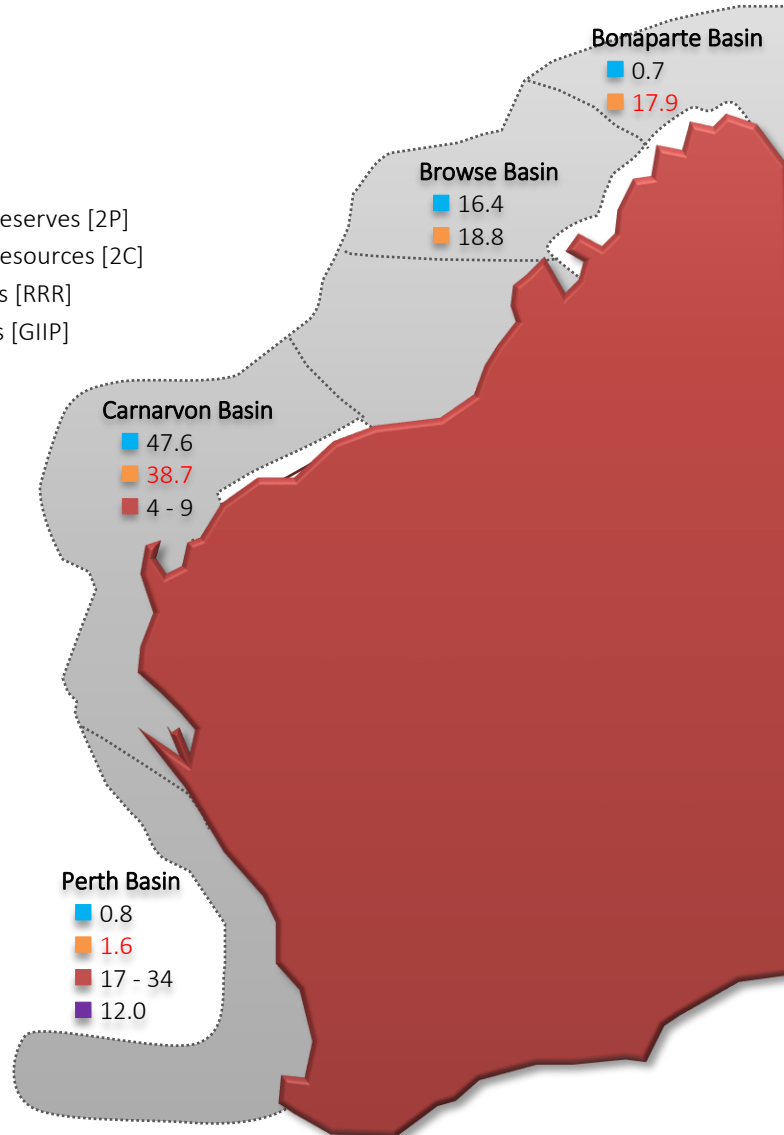 Bonaparte Basin
0.7
17.9
Browse Basin
16.4
18.8
eserves [2P]
esources [2C]
s [RRR]
s [GIIP]
Carnarvon Basin
47.6
38.7
4 - 9
Perth Basin
0.8
1.6
17 - 34
12.0